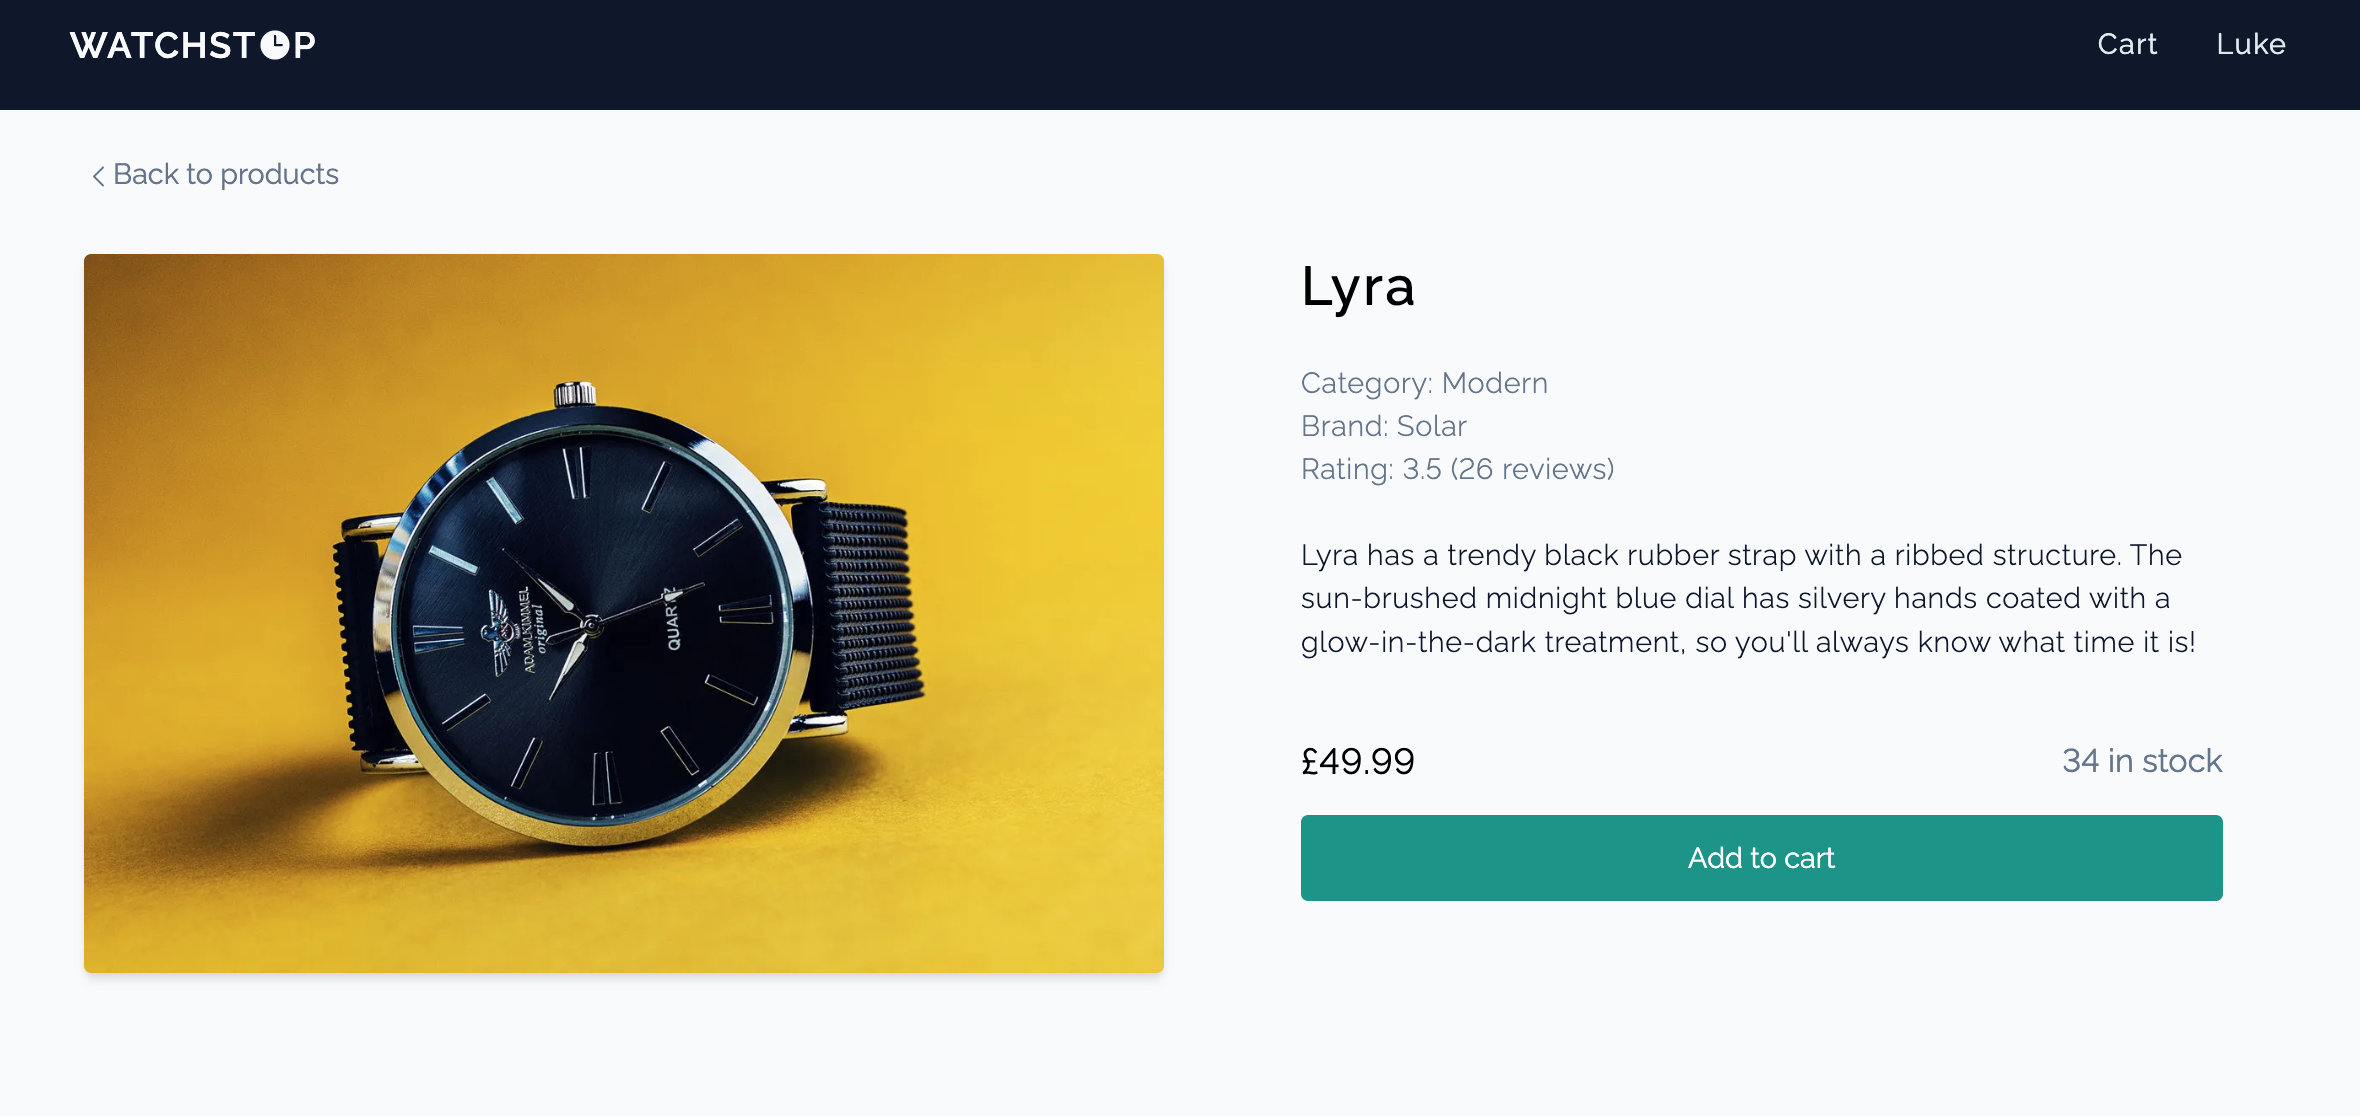 WATCHSTOP
Cart
Luke
Back to products
Lyra
Category: Modern
Brand: Solar
Rating: 3.5 (26 reviews)
Lyra has a trendy black rubber strap with a ribbed structure. The
sun-brushed midnight blue dial has silvery hands coated with a
glow-in-the-dark treatment, so you'll always know what time it is!
£49.99
34 in stock
Add to cart
ADAM KIMMEL
original
QUARTZ